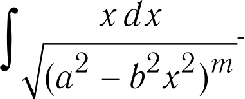 ∫ x dx / √((a² − b²x²)ᵐ)